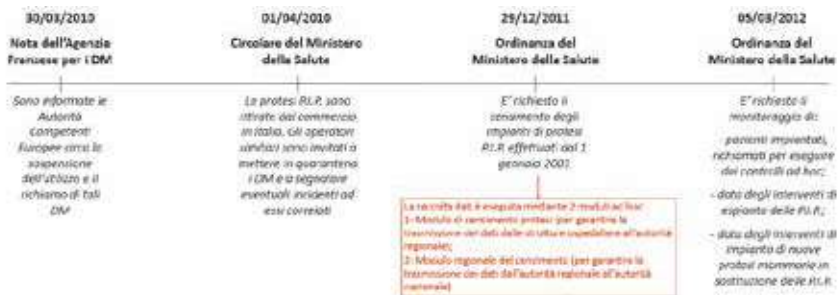 30/03/2010
Nota dell'Agenzia
Francese per i DM
Sono informate le
Autorità
Competenti
Europee circa la
sospensione
dell'utilizzo e il
richiamo di tali
DM
01/04/2010
Circolare del Ministero
della Salute
Le protesi P.I.P. sono
ritirate dal commercio
in Italia. Gli operatori
sanitari sono invitati a
mettere in quarantena
i DM e a segnalare
eventuali incidenti ad
essi correlati
29/12/2011
Ordinanza del
Ministero della Salute
E' richiesto il
censimento degli
impianti di protesi
P.I.P. effettuati dal 1
gennaio 2001
La raccolta dati è eseguita mediante 2 moduli ad hoc:
1- Modulo di censimento protesi (per garantire la
trasmissione dei dati dalle strutture ospedaliere all'autorità
regionale);
2- Modulo regionale del censimento (per garantire la
trasmissione dei dati dall'autorità regionale all'autorità
nazionale)
05/03/2012
Ordinanza del
Ministero della Salute
E' richiesto il
monitoraggio di:
- pazienti impiantati,
richiamati per eseguire
dei controlli ad hoc;
- data degli interventi di
espianto delle P.I.P.;
- data degli interventi di
impianto di nuove
protesi mammarie in
sostituzione delle P.I.P.